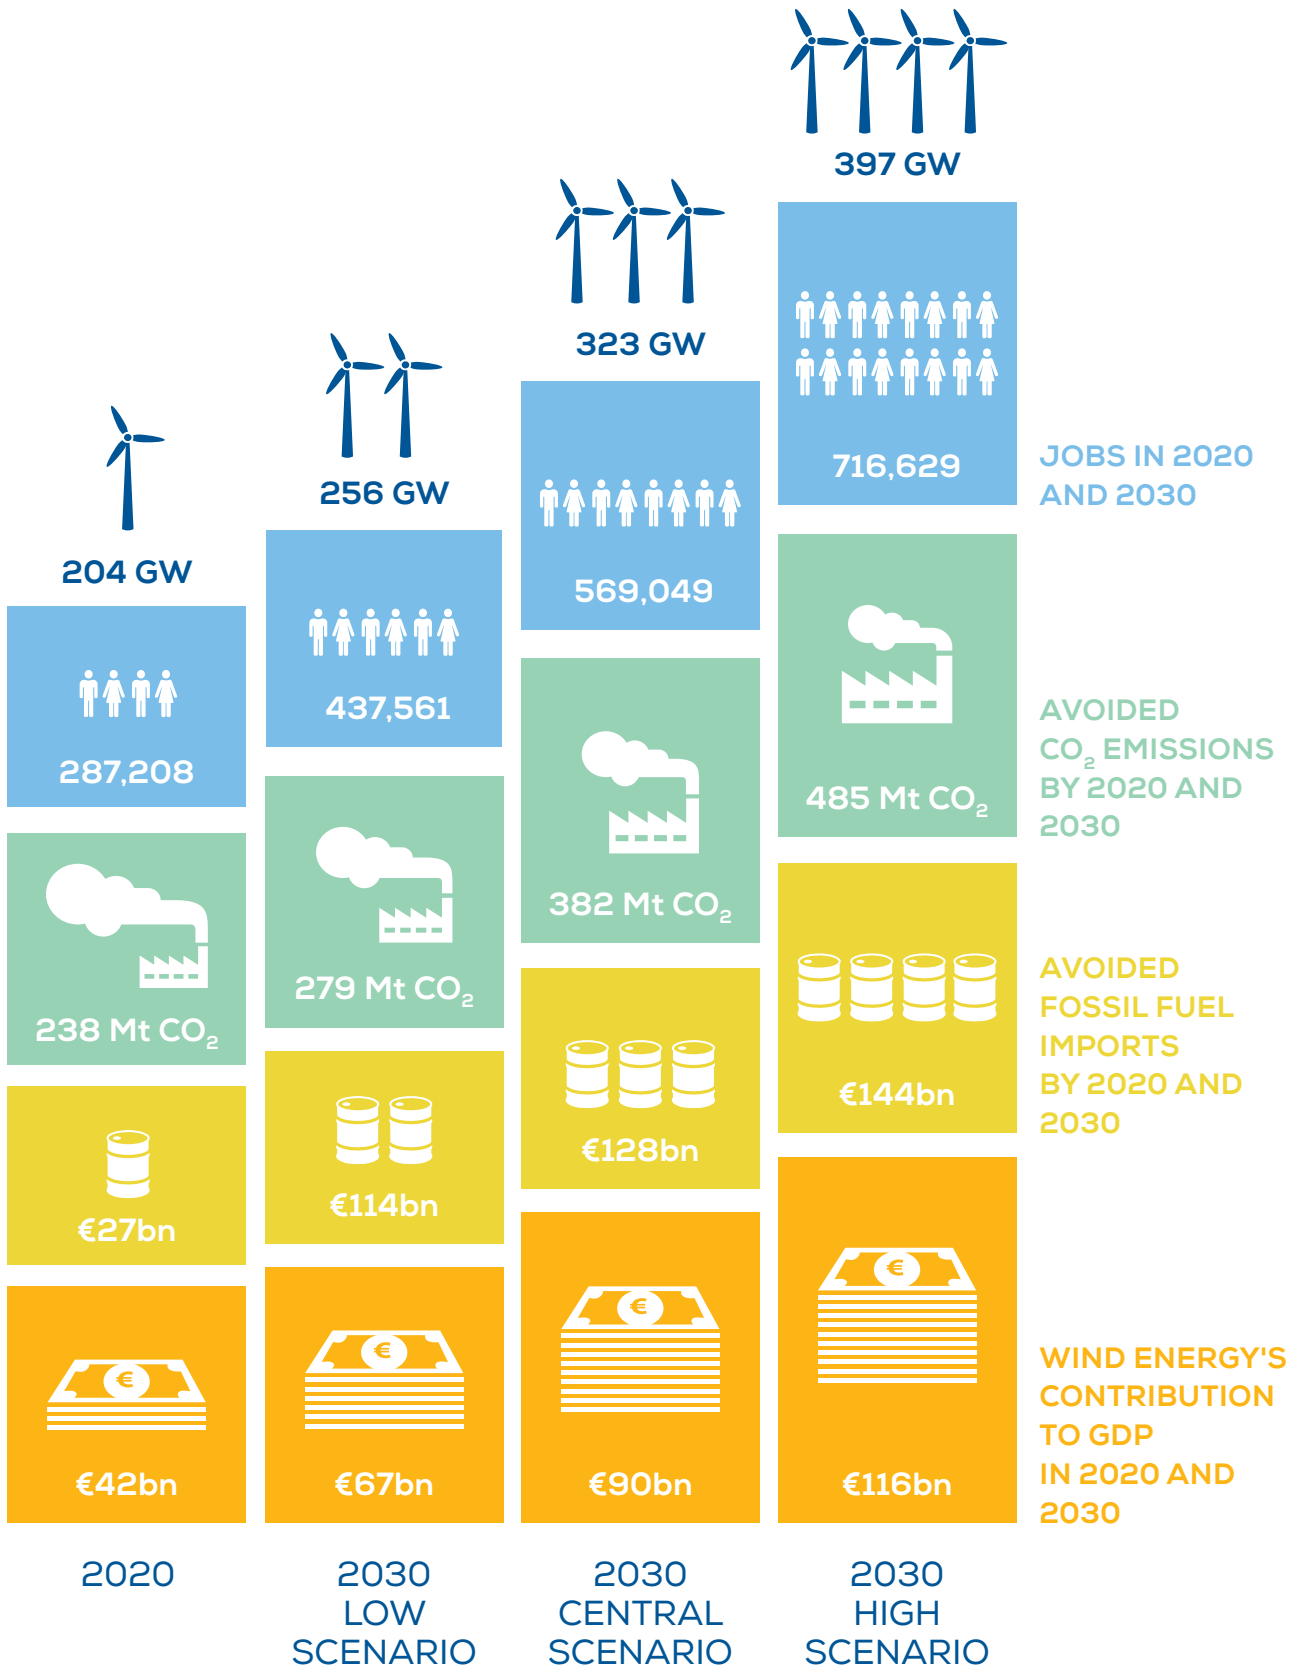 397 GW
323 GW
256 GW
204 GW
716,629
569,049
437,561
287,208
JOBS IN 2020
AND 2030
485 Mt CO₂
382 Mt CO₂
279 Mt CO₂
238 Mt CO₂
AVOIDED
CO₂ EMISSIONS
BY 2020 AND
2030
€144bn
€128bn
€114bn
€27bn
AVOIDED
FOSSIL FUEL
IMPORTS
BY 2020 AND
2030
€
€
€
€
€42bn
€67bn
€90bn
€116bn
WIND ENERGY'S
CONTRIBUTION
TO GDP
IN 2020 AND
2030
2020
2030
LOW
SCENARIO
2030
CENTRAL
SCENARIO
2030
HIGH
SCENARIO